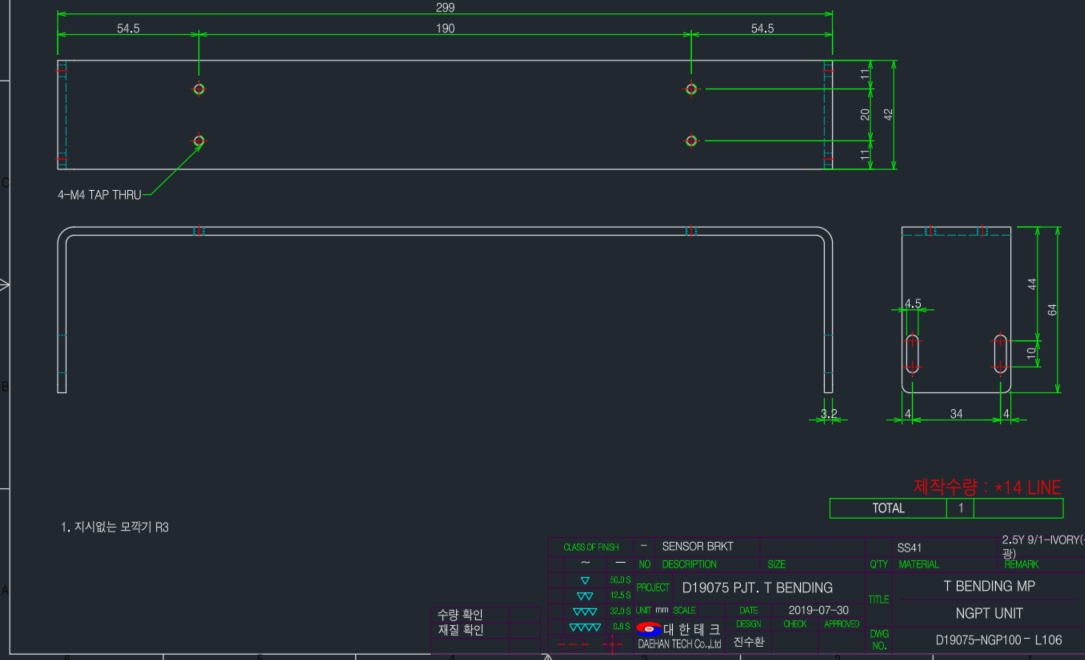 299
54.5 190 54.5
11
20
42
11
4-M4 TAP THRU
4.5
44
64
10
3.2
4 34 4
제작수량 : *14 LINE
TOTAL 1
1. 지시없는 모깍기 R3
CLASS OF FINISH - SENSOR BRKT SS41 2.5Y 9/1-IVORY(
광)
~ — NO DESCRIPTION SIZE Q'TY MATERIAL REMARK
50.0 S PROJECT D19075 PJT. T BENDING TITLE T BENDING MP
12.5 S
32.0 S UNIT mm SCALE DATE 2019-07-30 NGPT UNIT
0.8 S 대한테크 DESIGN CHECK APPROVED
DAEHAN TECH Co.,Ltd 진수환 DWG NO. D19075-NGP100 - L106
수량 확인
재질 확인
C
B
A